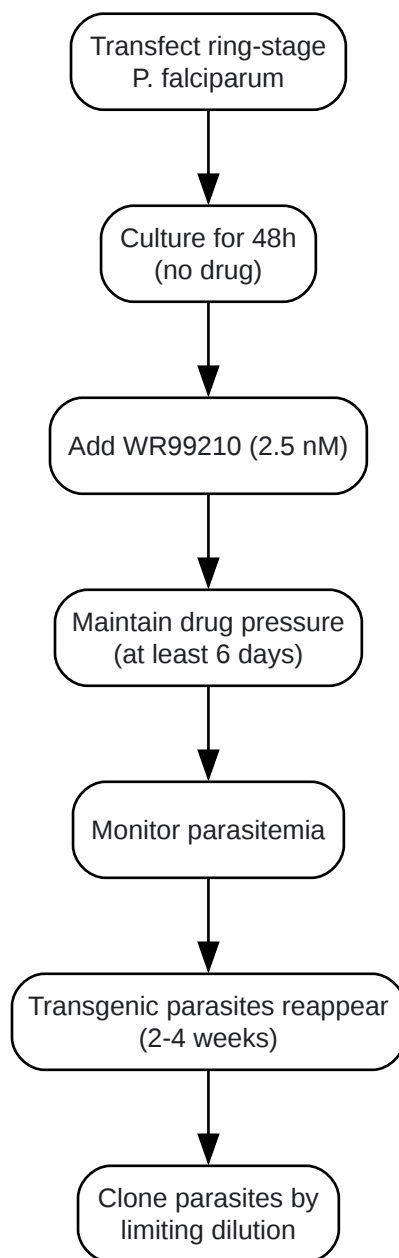 Transfect ring-stage
P. falciparum
Culture for 48h
(no drug)
Add WR99210 (2.5 nM)
Maintain drug pressure
(at least 6 days)
Monitor parasitemia
Transgenic parasites reappear
(2-4 weeks)
Clone parasites by
limiting dilution